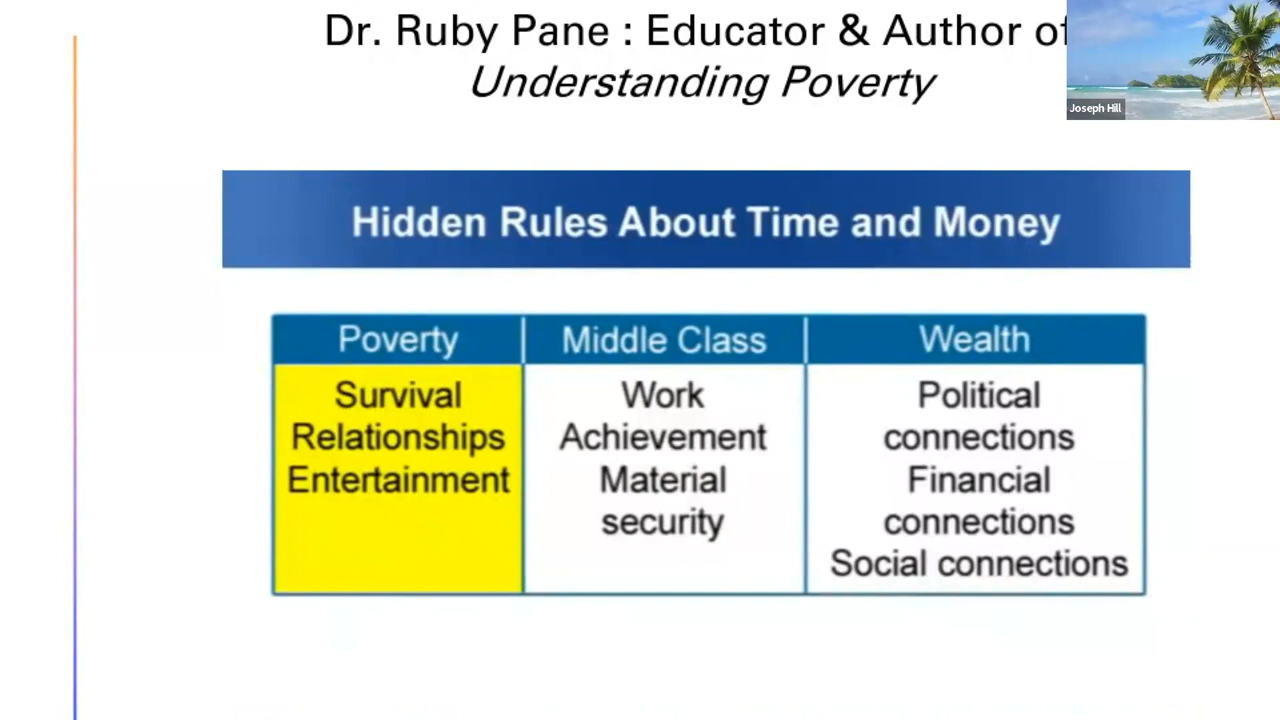 Dr. Ruby Pane : Educator & Author of
Understanding Poverty
Joseph Hill
Hidden Rules About Time and Money
Poverty
Middle Class
Wealth
Survival
Relationships
Entertainment
Work
Achievement
Material
security
Political
connections
Financial
connections
Social connections